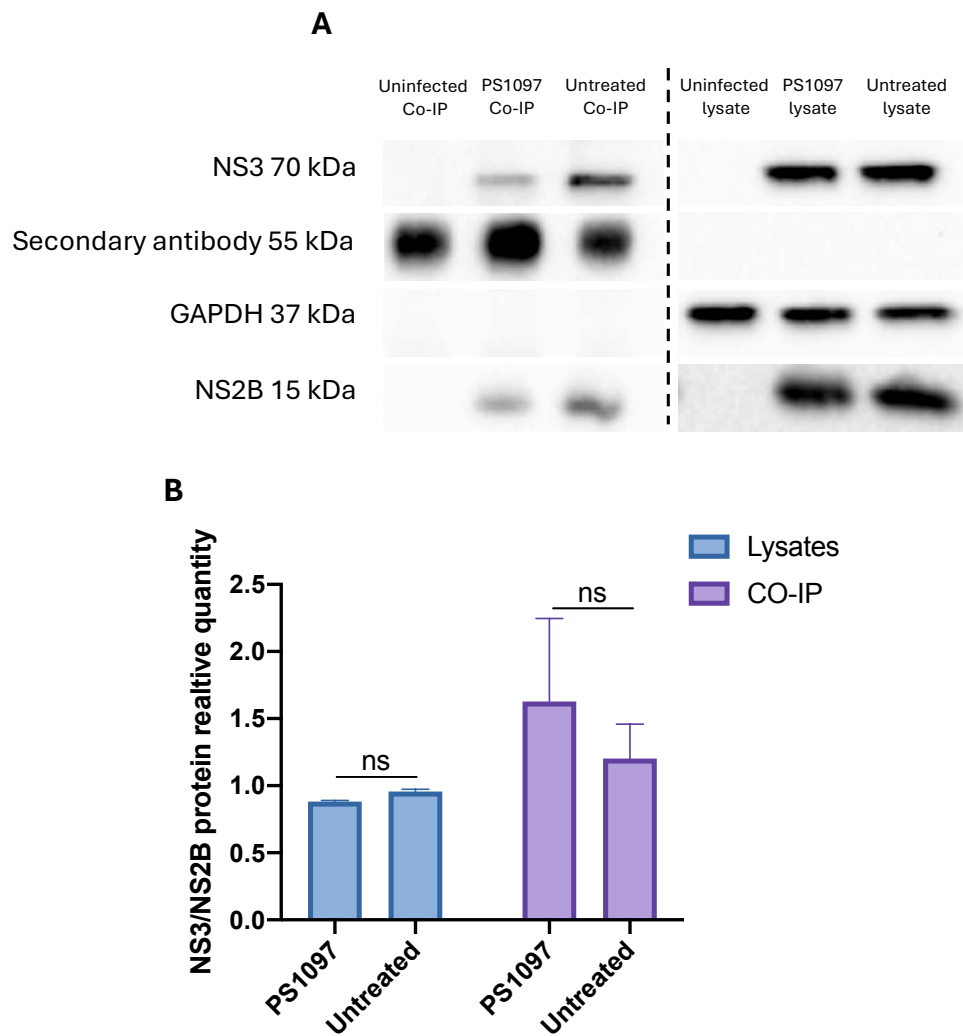 A
Uninfected Co-IP
PS1097 Co-IP
Untreated Co-IP
Uninfected lysate
PS1097 lysate
Untreated lysate
NS3 70 kDa
Secondary antibody 55 kDa
GAPDH 37 kDa
NS2B 15 kDa
B
NS3/NS2B protein realtive quantity
2.5
2.0
1.5
1.0
0.5
0.0
ns
ns
PS1097
Untreated
PS1097
Untreated
Lysates
CO-IP